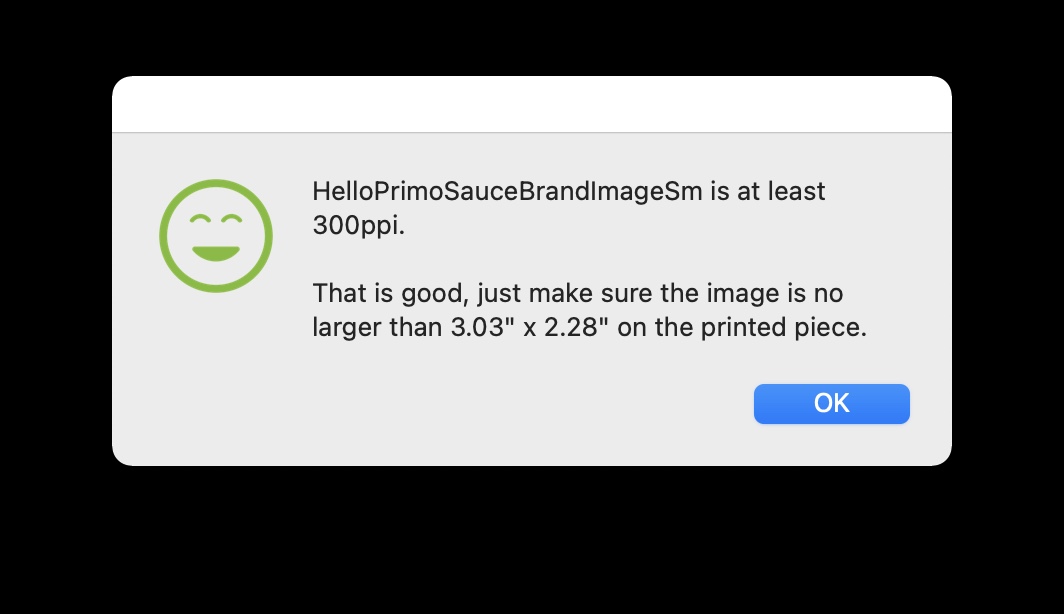 HelloPrimoSauceBrandImageSm is at least
300ppi.
That is good, just make sure the image is no
larger than 3.03" x 2.28" on the printed piece.
OK